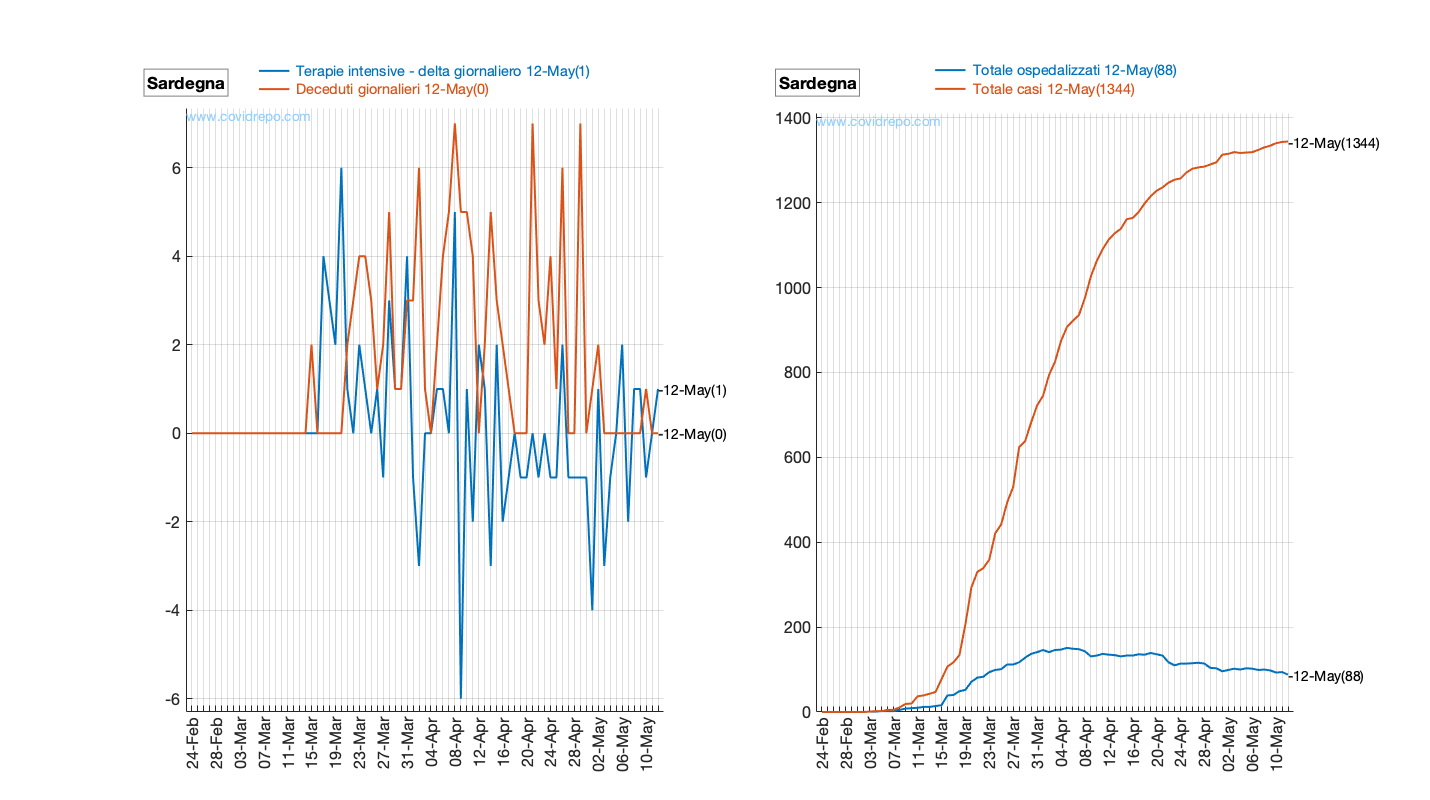 Sardegna
Terapie intensive - delta giornaliero 12-May(1)
Deceduti giornalieri 12-May(0)
www.covidrepo.com
6
4
2
0
-2
-4
-6
-12-May(1)
-12-May(0)
24-Feb
28-Feb
03-Mar
07-Mar
11-Mar
15-Mar
19-Mar
23-Mar
27-Mar
31-Mar
04-Apr
08-Apr
12-Apr
16-Apr
20-Apr
24-Apr
28-Apr
02-May
06-May
10-May
Sardegna
Totale ospedalizzati 12-May(88)
Totale casi 12-May(1344)
www.covidrepo.com
1400
1200
1000
800
600
400
200
0
-12-May(1344)
-12-May(88)
24-Feb
28-Feb
03-Mar
07-Mar
11-Mar
15-Mar
19-Mar
23-Mar
27-Mar
31-Mar
04-Apr
08-Apr
12-Apr
16-Apr
20-Apr
24-Apr
28-Apr
02-May
06-May
10-May